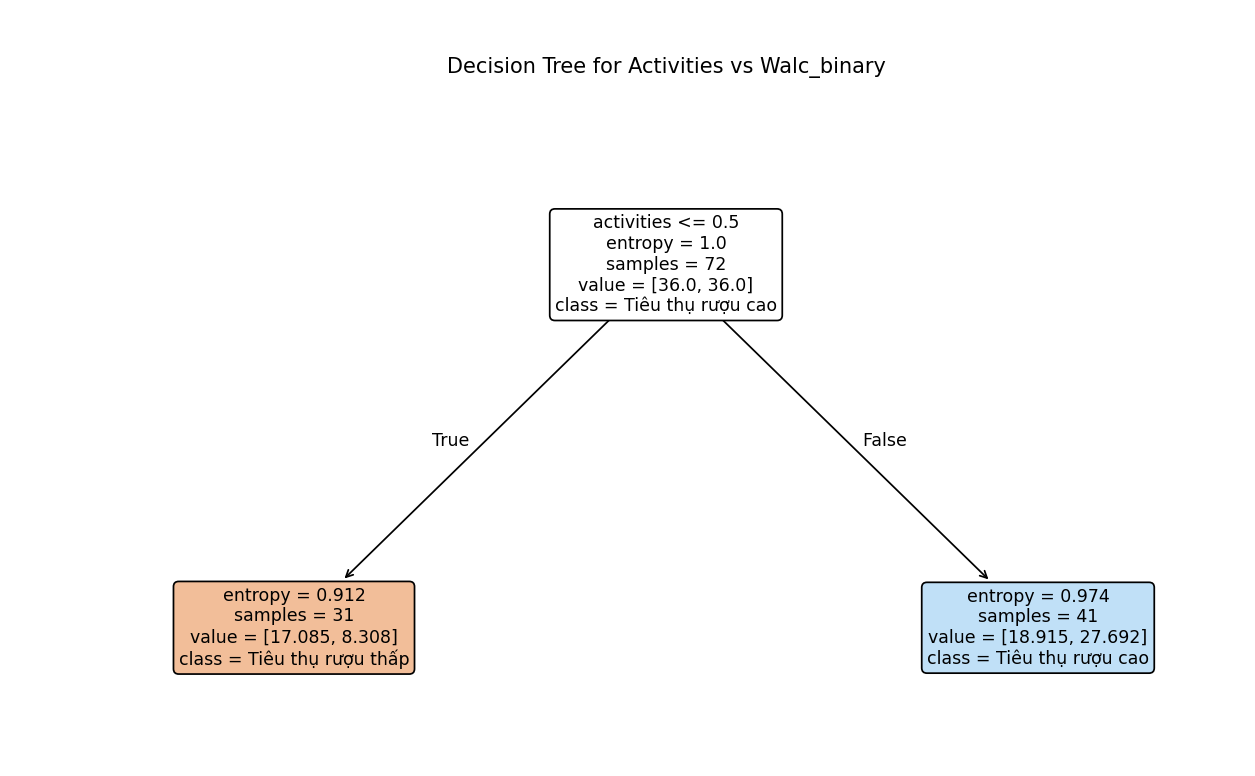 Decision Tree for Activities vs Walc_binary
activities <= 0.5
entropy = 1.0
samples = 72
value = [36.0, 36.0]
class = Tiêu thụ rượu cao
True
False
entropy = 0.912
samples = 31
value = [17.085, 8.308]
class = Tiêu thụ rượu thấp
entropy = 0.974
samples = 41
value = [18.915, 27.692]
class = Tiêu thụ rượu cao